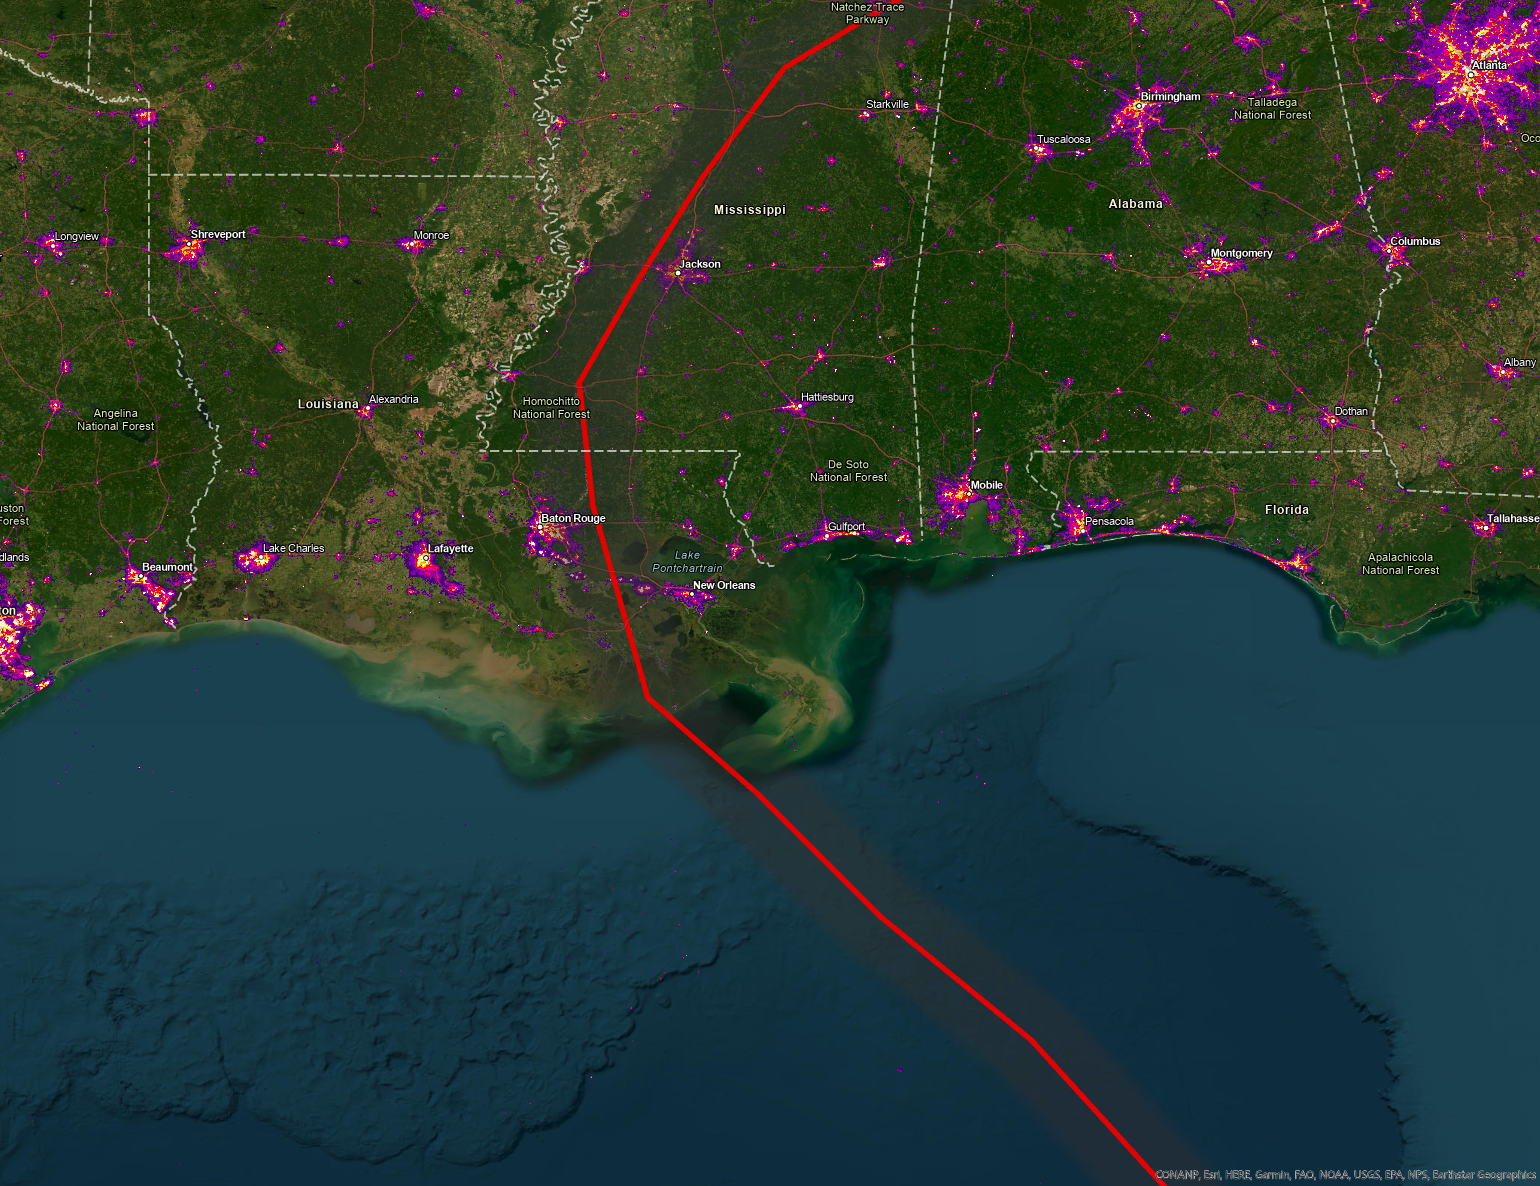 Natchez Trace
Parkway
Atlanta
Birmingham
Starkville
Talladega
National Forest
Tuscaloosa
Oco
Mississippi
Alabama
Longview
Shreveport
Monroe
Columbus
Jackson
Montgomery
Albany
Louisiana
Alexandria
Homochitto
National Forest
Hattiesburg
Angelina
National Forest
Dothan
De Soto
National Forest
Mobile
uston
Forest
Florida
Baton Rouge
Gulfport
Pensacola
Tallahasse
Lake Charles
Lafayette
Lake
Pontchartrain
Apalachicola
National Forest
dlands
Beaumont
New Orleans
ton
CONANP, Esri, HERE, Garmin, FAO, NOAA, USGS, EPA, NPS, Earthstar Geographics